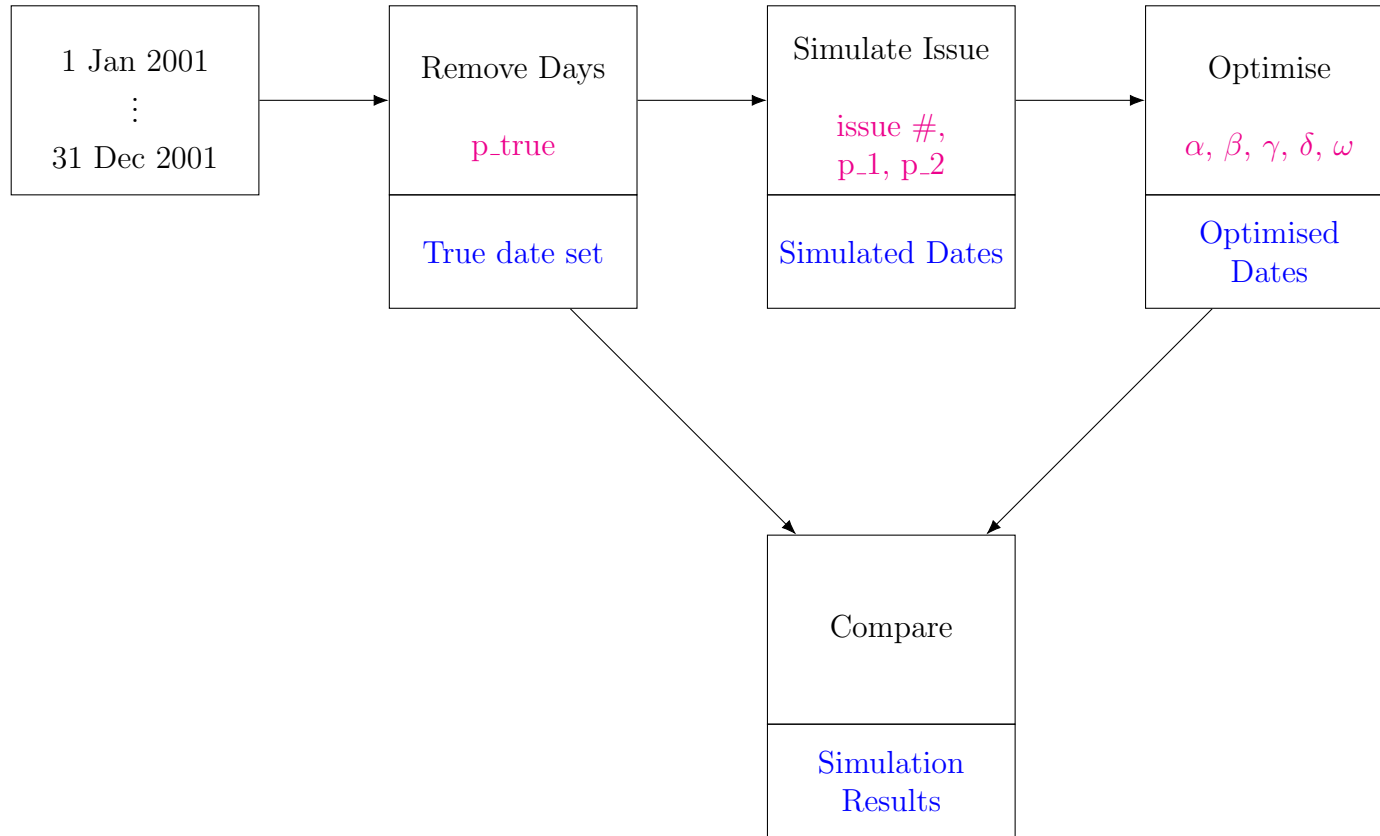 1 Jan 2001
⋮
31 Dec 2001
Remove Days
p_true
True date set
Simulate Issue
issue #,
p_1, p_2
Simulated Dates
Optimise
α, β, γ, δ, ω
Optimised
Dates
Compare
Simulation
Results